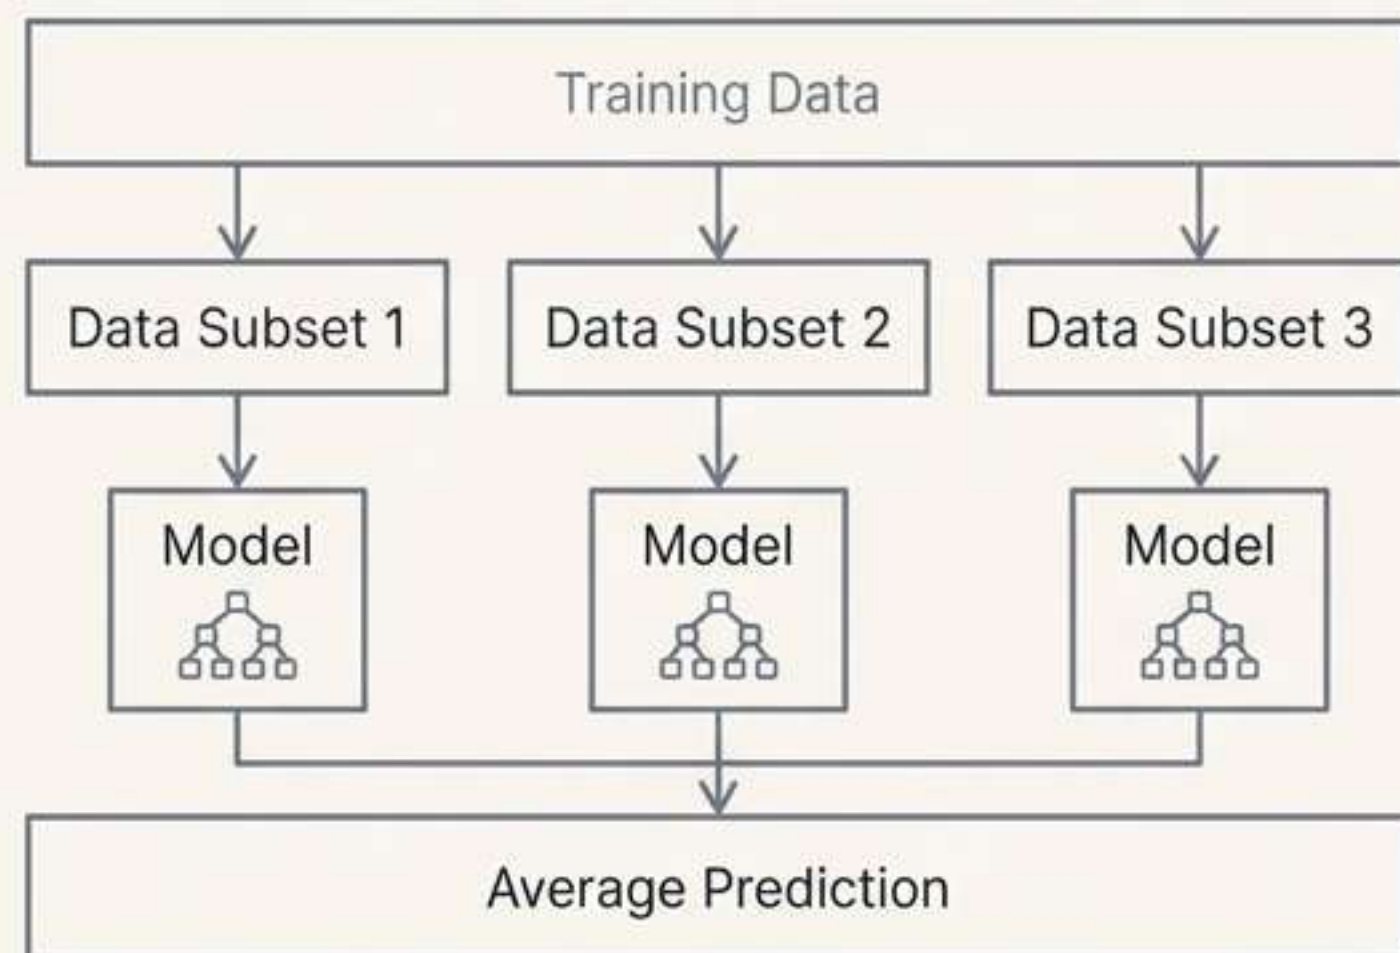 Training Data
Data Subset 1
Data Subset 2
Data Subset 3
Model
Model
Model
Average Prediction